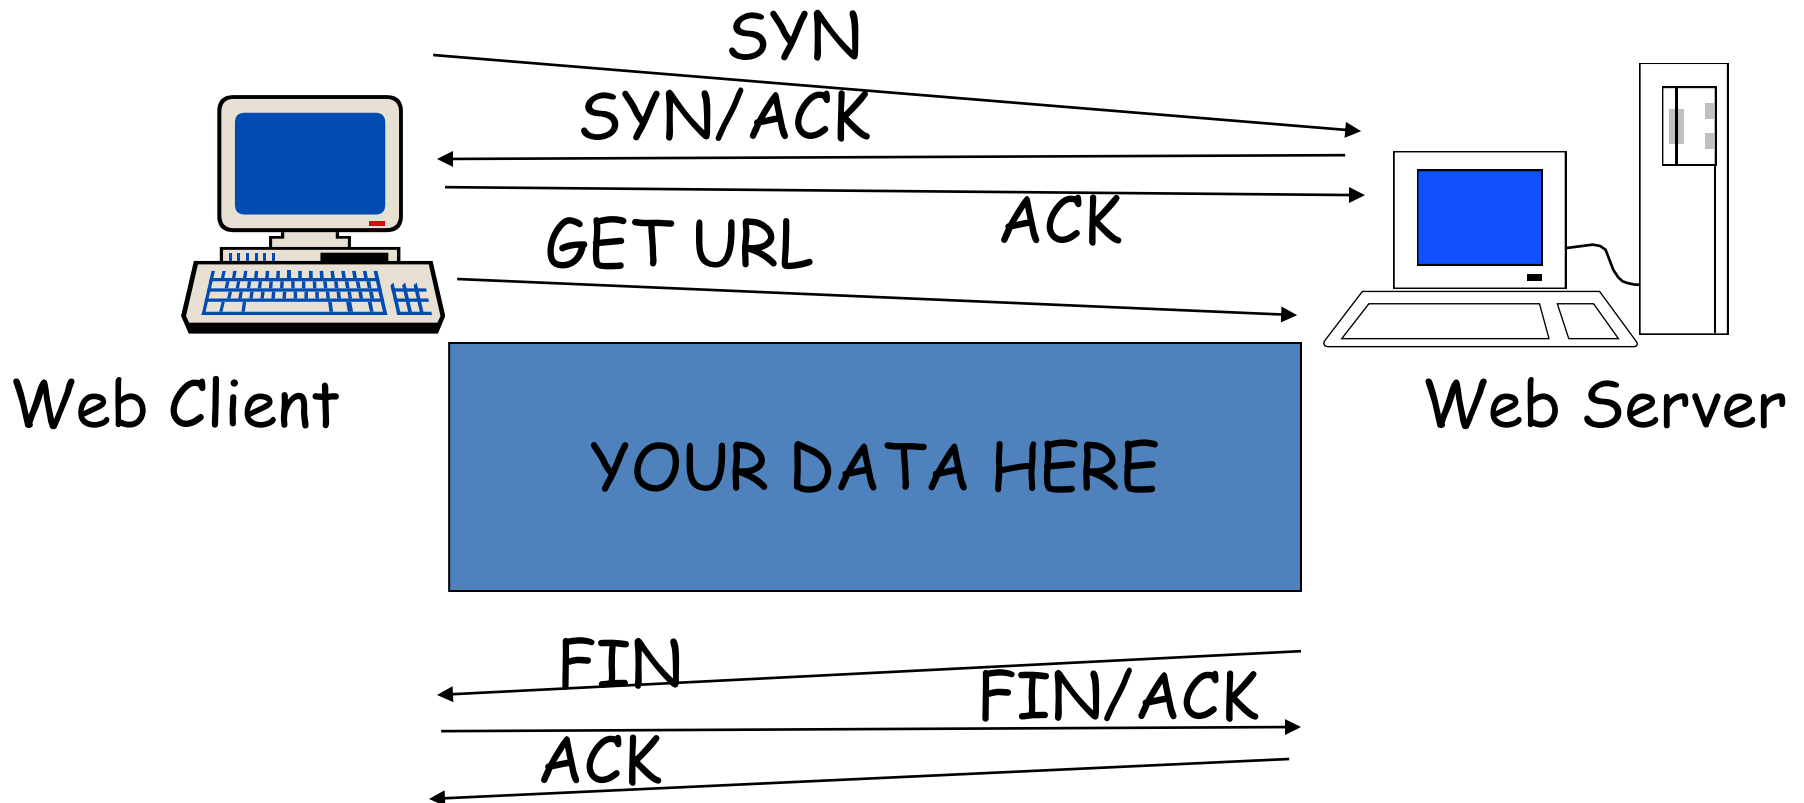 SYN
SYN/ACK
ACK
GET URL
Web Client
Web Server
YOUR DATA HERE
FIN
FIN/ACK
ACK